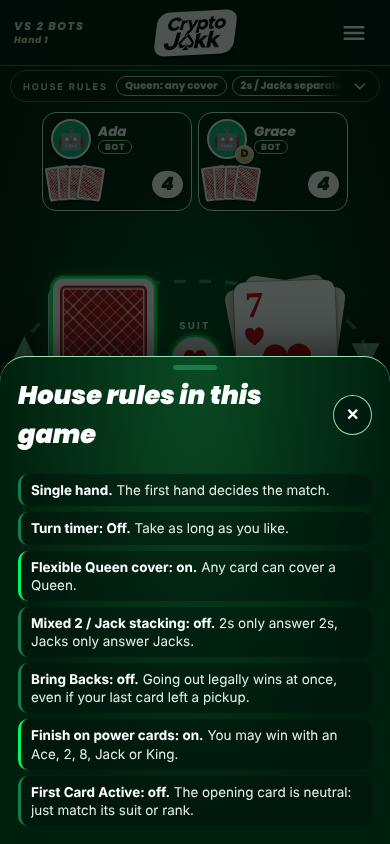 VS 2 BOTS
Hand 1
Crypto
Jekk
HOUSE RULES
Queen: any cover
2s / Jacks separate
Ada
BOT
4
Grace
BOT
D
4
SUIT
7
House rules in this
game
×
Single hand. The first hand decides the match.
Turn timer: Off. Take as long as you like.
Flexible Queen cover: on. Any card can cover a
Queen.
Mixed 2 / Jack stacking: off. 2s only answer 2s,
Jacks only answer Jacks.
Bring Backs: off. Going out legally wins at once,
even if your last card left a pickup.
Finish on power cards: on. You may win with an
Ace, 2, 8, Jack or King.
First Card Active: off. The opening card is neutral:
just match its suit or rank.